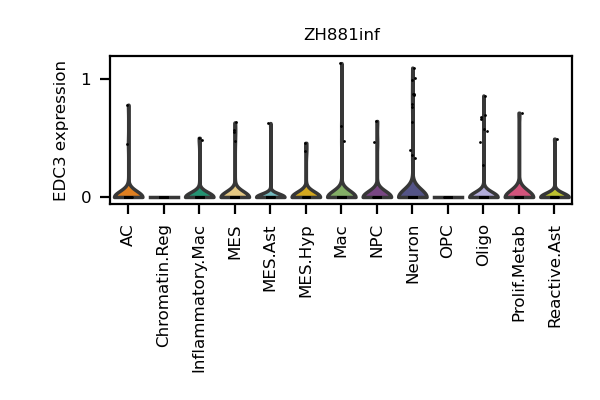 ZH881inf
EDC3 expression
1
0
AC
Chromatin.Reg
Inflammatory.Mac
MES
MES.Ast
MES.Hyp
Mac
NPC
Neuron
OPC
Oligo
Prolif.Metab
Reactive.Ast